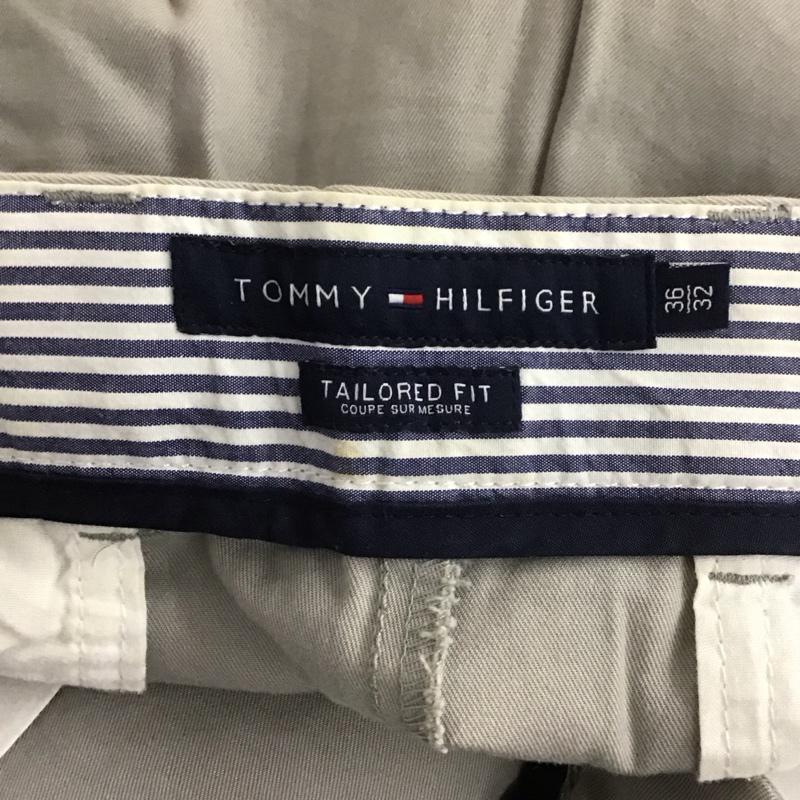 TOMMY HILFIGER
36
32
TAILORED FIT
COUPE SUR MESURE